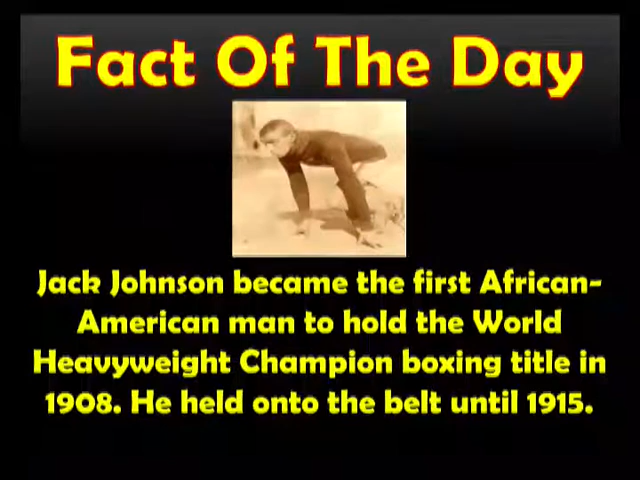 Fact Of The Day
Jack Johnson became the first African-
American man to hold the World
Heavyweight Champion boxing title in
1908. He held onto the belt until 1915.